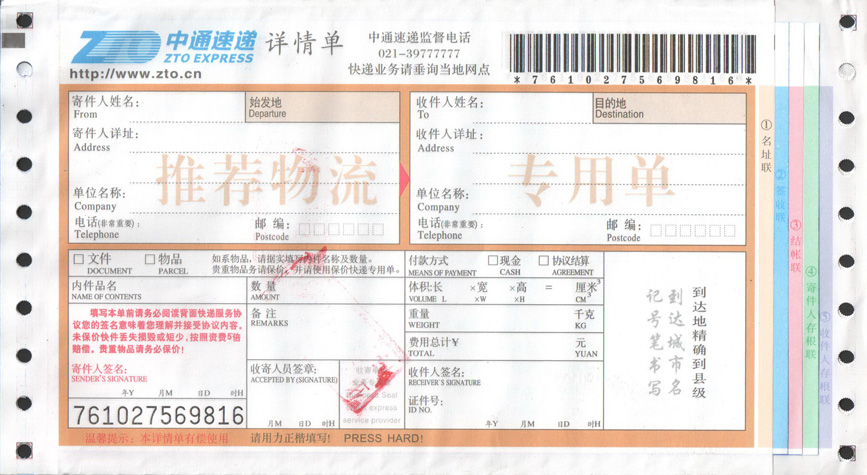 ZTO 中通速递
ZTO EXPRESS
http://www.zto.cn
详情单
中通速递监督电话
021-39777777
快递业务请垂询当地网点
*761027569816*
寄件人姓名:
From
始发地
Departure
寄件人详址:
Address
单位名称:
Company
电话(非常重要):
Telephone
邮 编:
Postcode
收件人姓名:
To
目的地
Destination
收件人详址:
Address
单位名称:
Company
电话(非常重要):
Telephone
邮 编:
Postcode
推荐物流
专用单
文件
DOCUMENT
物品
PARCEL
如系物品,请据实填写内件名称及数量。
贵重物品务请保价,并请使用保价快递专用单。
付款方式
MEANS OF PAYMENT
现金
CASH
协议结算
AGREEMENT
内件品名
NAME OF CONTENTS
数 量
AMOUNT
体积:长 ×宽 ×高 = 厘米3
VOLUME L ×W ×H CM3
填写本单前请务必阅读背面快递服务协
议您的签名意味着您理解并接受协议内容。
未保价快件丢失损毁或短少,按照资费5倍
赔偿。贵重物品请务必保价!
备 注
REMARKS
重量 千克
WEIGHT KG
费用总计¥ 元
TOTAL YUAN
寄件人签名:
SENDER'S SIGNATURE
年Y 月M 日D 时H
收寄人员签章:
ACCEPTED BY (SIGNATURE)
月M 日D 时H
express
service provider
收件人签名:
RECEIVER'S SIGNATURE
证件号:
ID NO.
年Y 月M 日D 时H
到达地精确到县级
到达城市名
记号笔书写
761027569816
温馨提示:本详情单有偿使用
请用力正楷填写! PRESS HARD!
①名址联
②签收联
③结帐联
④寄件人存根联
⑤收件人存根联